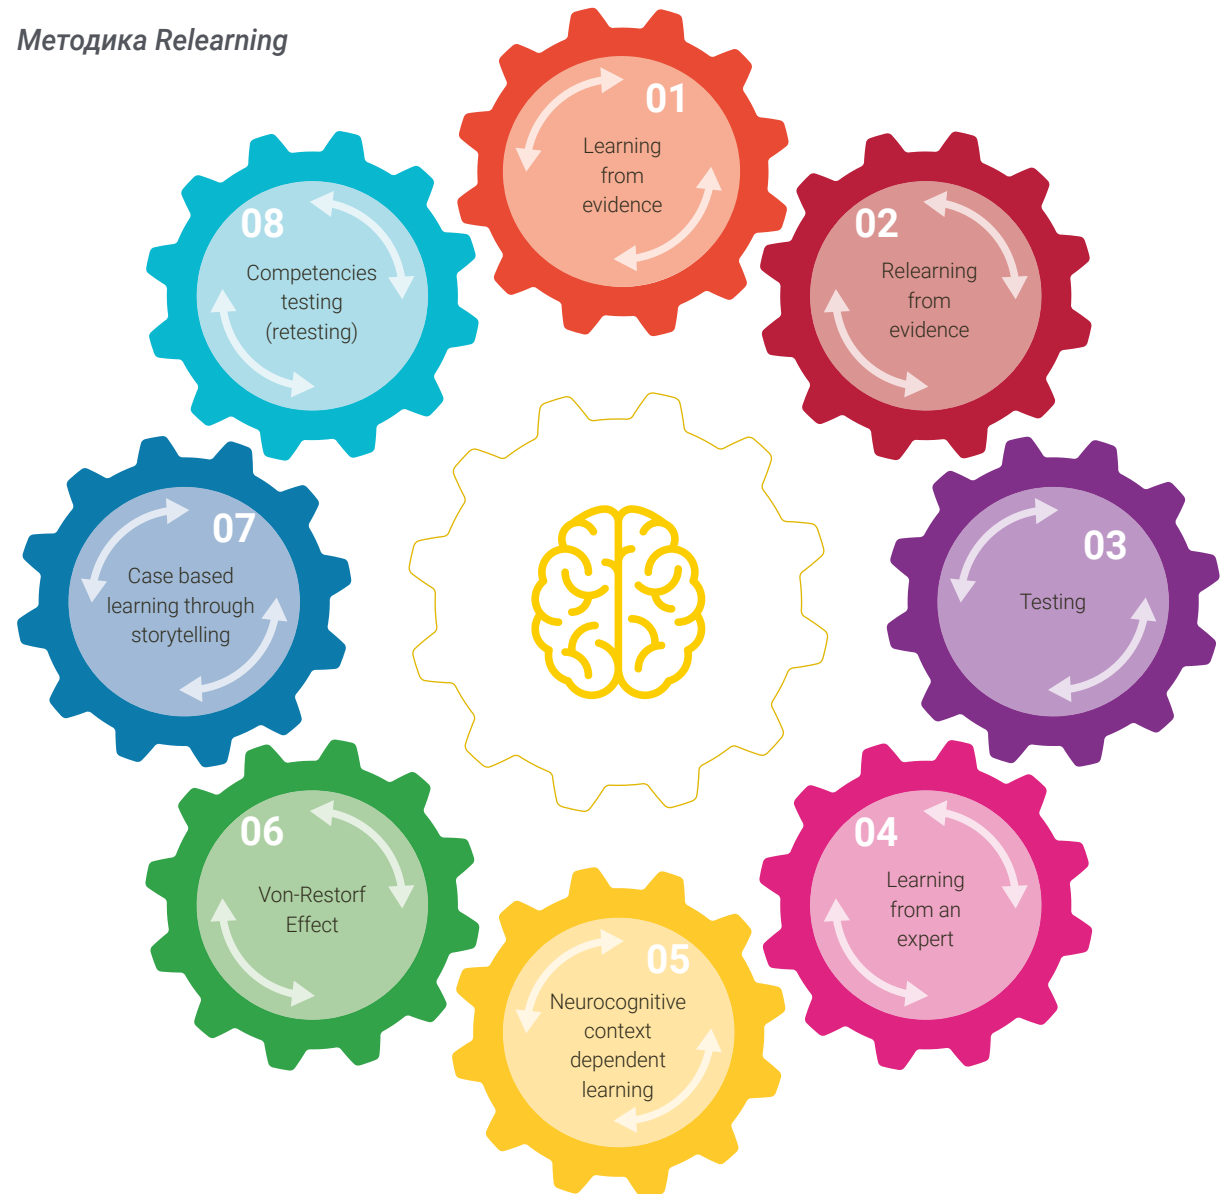 Методика Relearning
01
Learning
from
evidence
02
Relearning
from
evidence
03
Testing
04
Learning
from an
expert
05
Neurocognitive
context
dependent
learning
06
Von-Restorf
Effect
07
Case based
learning through
storytelling
08
Competencies
testing
(retesting)